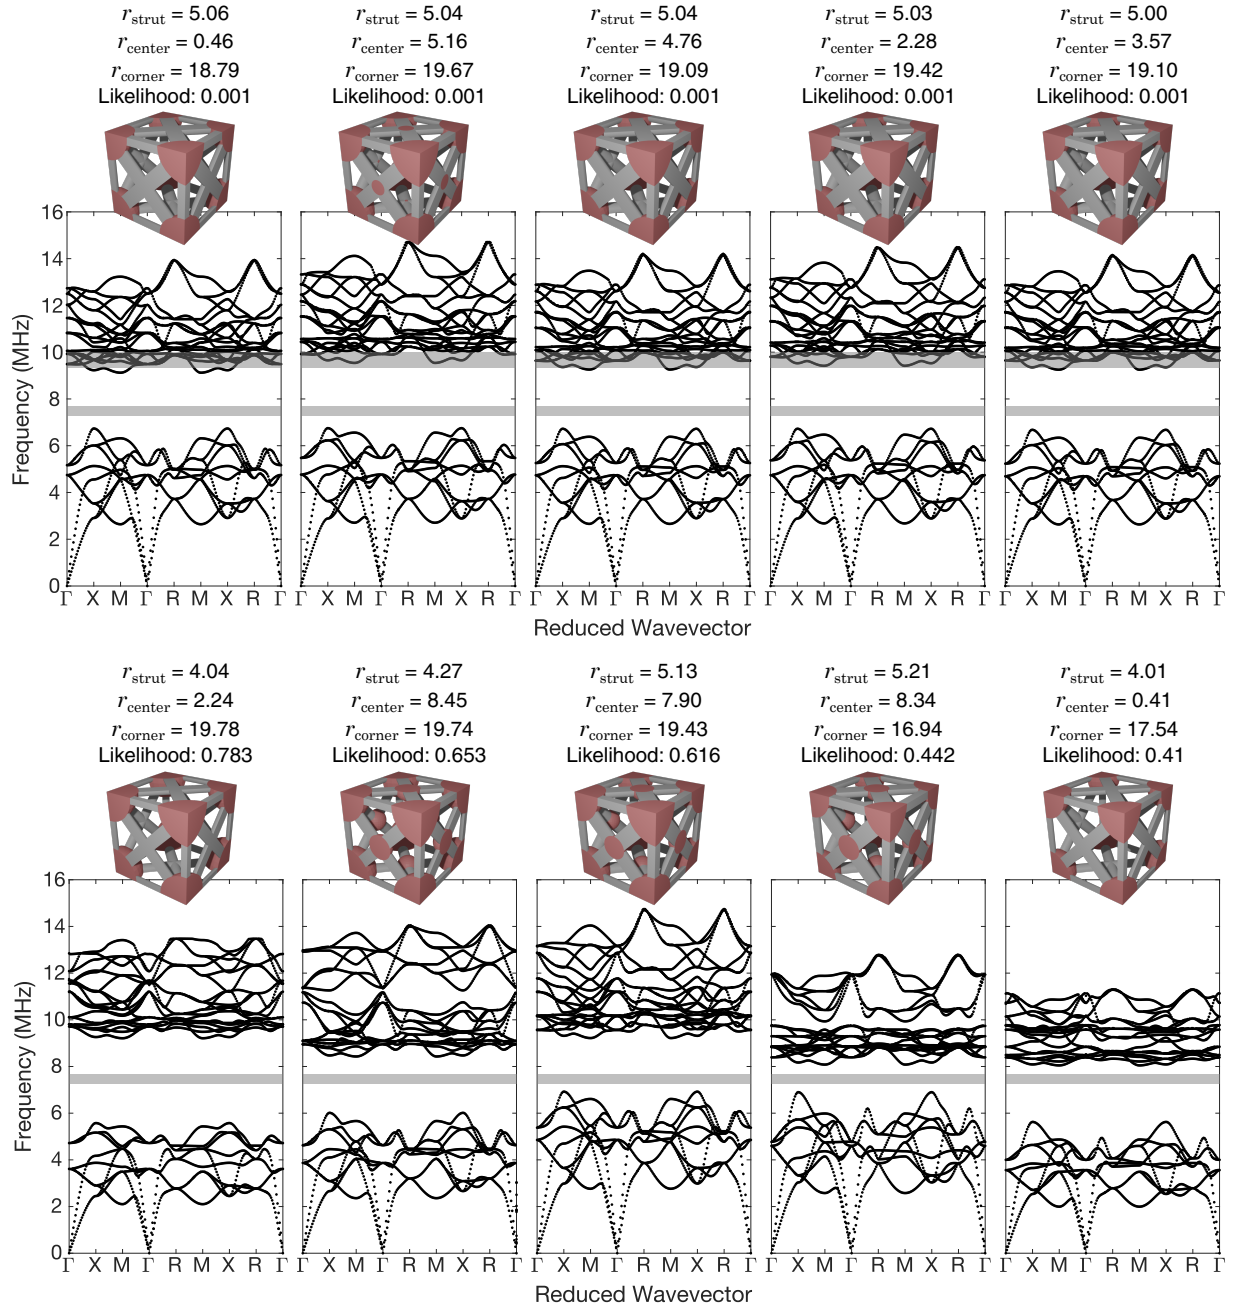 r_strut = 5.06 r_strut = 5.04 r_strut = 5.04 r_strut = 5.03 r_strut = 5.00
r_center = 0.46 r_center = 5.16 r_center = 4.76 r_center = 2.28 r_center = 3.57
r_corner = 18.79 r_corner = 19.67 r_corner = 19.09 r_corner = 19.42 r_corner = 19.10
Likelihood: 0.001 Likelihood: 0.001 Likelihood: 0.001 Likelihood: 0.001 Likelihood: 0.001
16
14
12
10
8
6
4
2
0
Frequency (MHz)
Γ X M Γ R M X R Γ Γ X M Γ R M X R Γ Γ X M Γ R M X R Γ Γ X M Γ R M X R Γ Γ X M Γ R M X R Γ
Reduced Wavevector
r_strut = 4.04 r_strut = 4.27 r_strut = 5.13 r_strut = 5.21 r_strut = 4.01
r_center = 2.24 r_center = 8.45 r_center = 7.90 r_center = 8.34 r_center = 0.41
r_corner = 19.78 r_corner = 19.74 r_corner = 19.43 r_corner = 16.94 r_corner = 17.54
Likelihood: 0.783 Likelihood: 0.653 Likelihood: 0.616 Likelihood: 0.442 Likelihood: 0.41
16
14
12
10
8
6
4
2
0
Frequency (MHz)
Γ X M Γ R M X R Γ Γ X M Γ R M X R Γ Γ X M Γ R M X R Γ Γ X M Γ R M X R Γ Γ X M Γ R M X R Γ
Reduced Wavevector